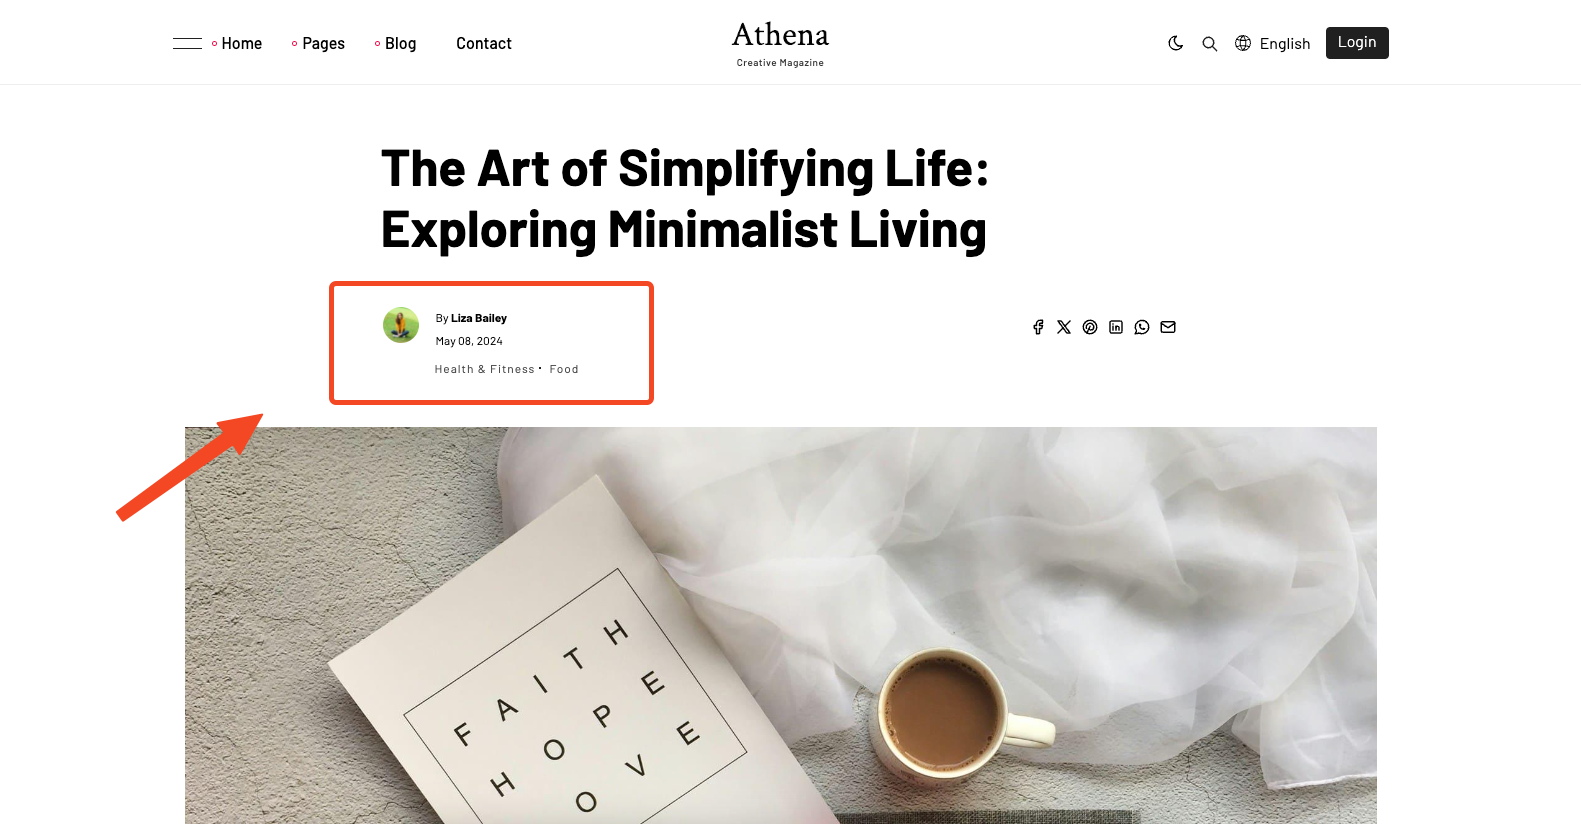 Home
Pages
Blog
Contact
Athena
Creative Magazine
English
Login
The Art of Simplifying Life:
Exploring Minimalist Living
By Liza Bailey
May 08, 2024
Health & Fitness · Food
FAITH
HOPE
OVE